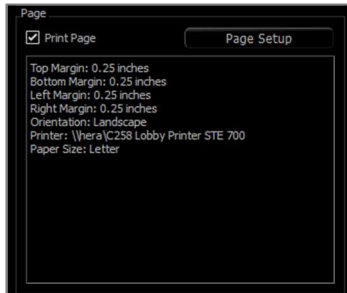 Page
Print Page
Page Setup
Top Margin: 0.25 inches
Bottom Margin: 0.25 inches
Left Margin: 0.25 inches
Right Margin: 0.25 inches
Orientation: Landscape
Printer: \\hera\C258 Lobby Printer STE 700
Paper Size: Letter